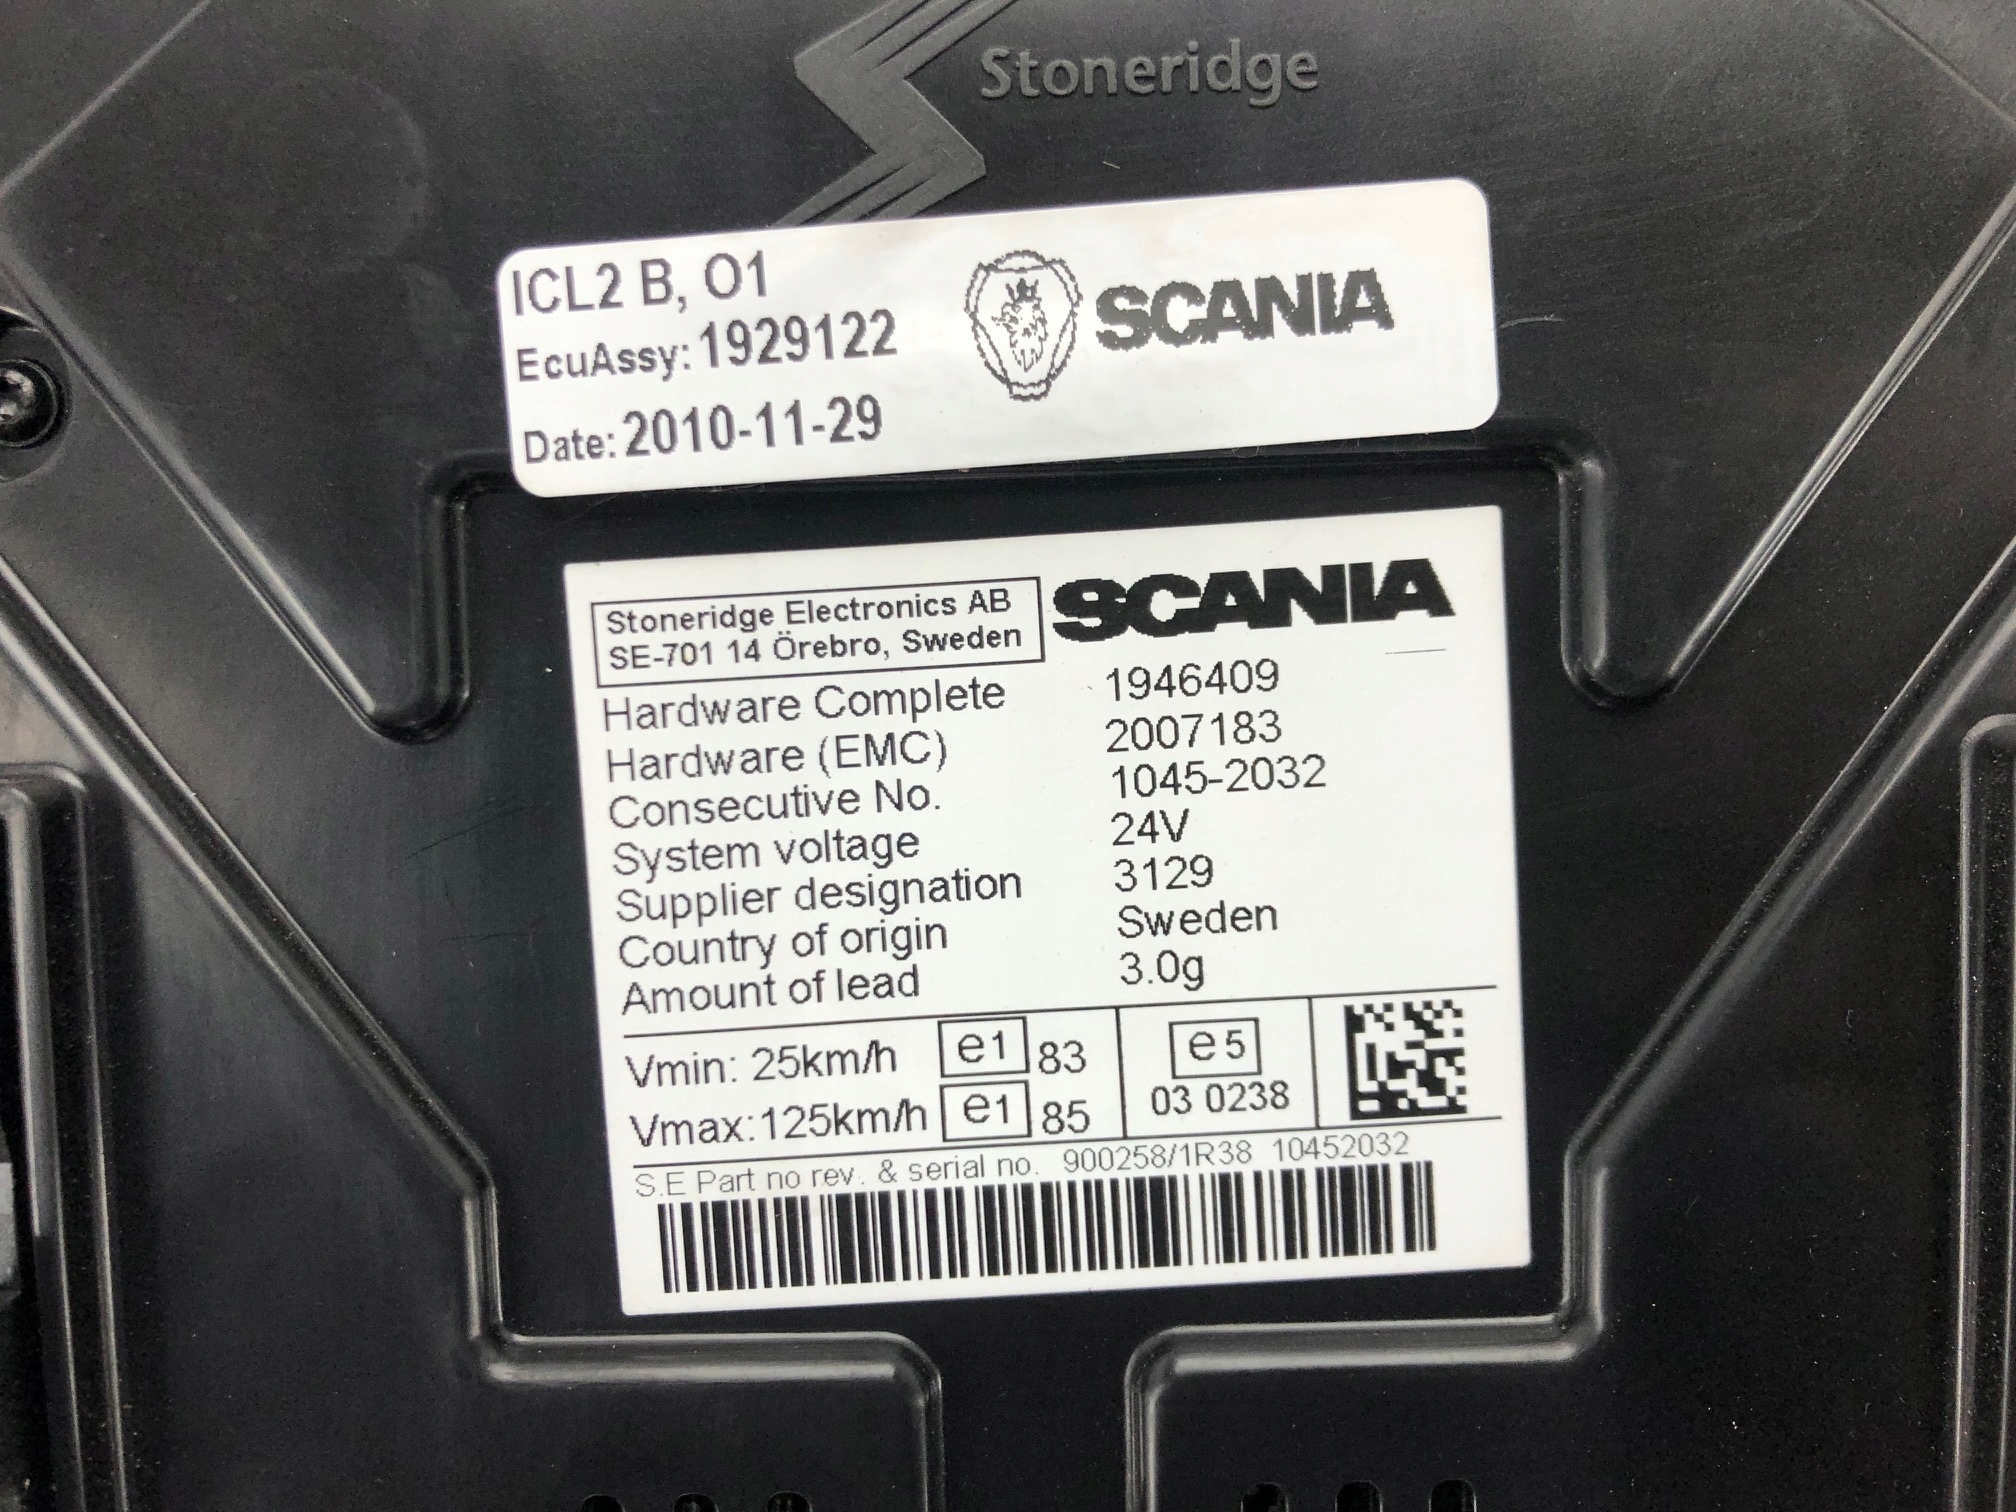 Stoneridge
ICL2 B, O1
EcuAssy: 1929122
Date: 2010-11-29
SCANIA
Stoneridge Electronics AB
SE-701 14 Örebro, Sweden
SCANIA
Hardware Complete 1946409
Hardware (EMC) 2007183
Consecutive No. 1045-2032
System voltage 24V
Supplier designation 3129
Country of origin Sweden
Amount of lead 3.0g
Vmin: 25km/h e1 83
Vmax: 125km/h e1 85
e5
03 0238
S.E Part no rev. & serial no. 900258/1R38 10452032